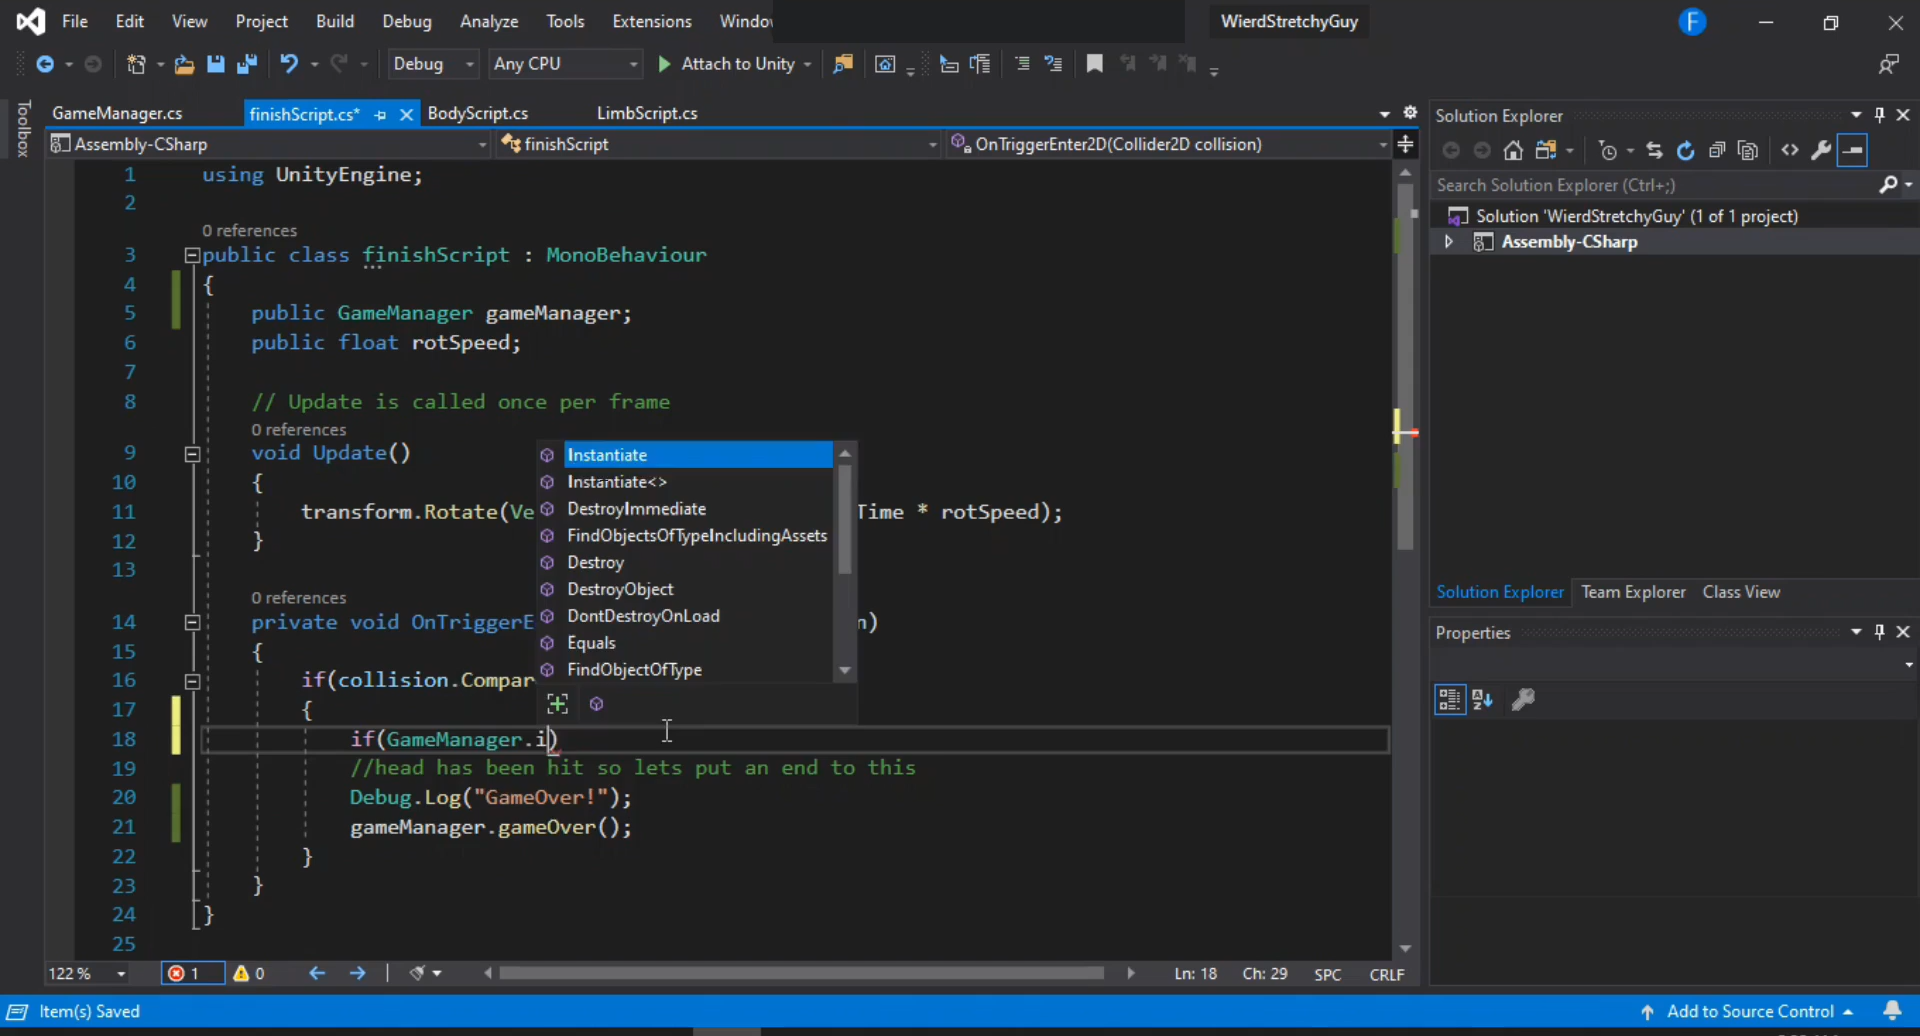 File Edit View Project Build Debug Analyze Tools Extensions Window WierdStretchyGuy F
Debug Any CPU Attach to Unity
Toolbox
GameManager.cs finishScript.cs* BodyScript.cs LimbScript.cs
Assembly-CSharp finishScript OnTriggerEnter2D(Collider2D collision)
1 using UnityEngine;
2
0 references
3 public class finishScript : MonoBehaviour
4 {
5 public GameManager gameManager;
6 public float rotSpeed;
7
8 // Update is called once per frame
0 references
9 void Update()
10 {
11 transform.Rotate(Ve Time * rotSpeed);
12 }
13
0 references
14 private void OnTriggerE n)
15 {
16 if(collision.Compar
17 {
18 if(GameManager.i)
19 //head has been hit so lets put an end to this
20 Debug.Log("GameOver!");
21 gameManager.gameOver();
22 }
23 }
24 }
25
Instantiate
Instantiate<>
DestroyImmediate
FindObjectsOfTypeIncludingAssets
Destroy
DestroyObject
DontDestroyOnLoad
Equals
FindObjectOfType
122 % 1 0 Ln: 18 Ch: 29 SPC CRLF
Solution Explorer
Search Solution Explorer (Ctrl+;)
Solution 'WierdStretchyGuy' (1 of 1 project)
Assembly-CSharp
Solution Explorer Team Explorer Class View
Properties
Item(s) Saved Add to Source Control